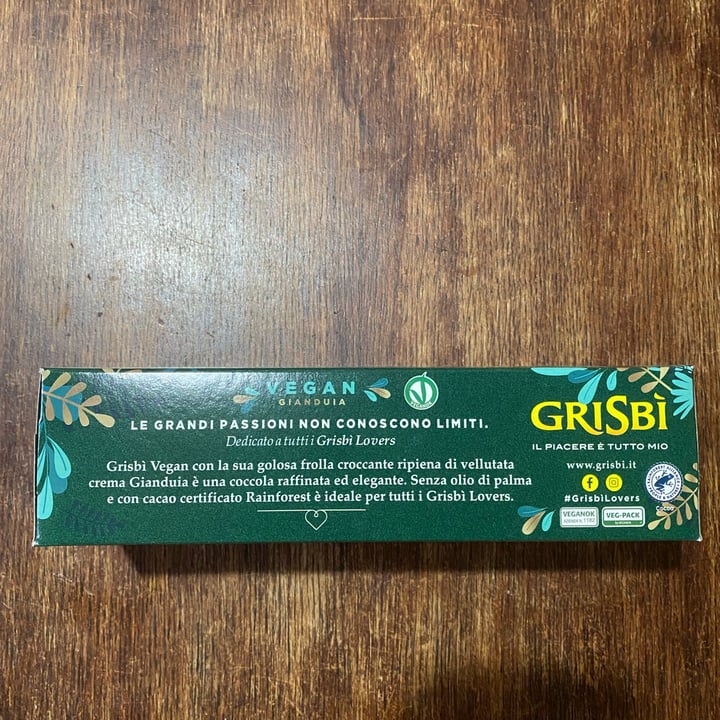 VEGAN
GIANDUIA
LE GRANDI PASSIONI NON CONOSCONO LIMITI.
Dedicato a tutti i Grisbì Lovers
Grisbì Vegan con la sua golosa frolla croccante ripiena di vellutata
crema Gianduia è una coccola raffinata ed elegante. Senza olio di palma
e con cacao certificato Rainforest è ideale per tutti i Grisbì Lovers.
GRISBÌ
IL PIACERE È TUTTO MIO
www.grisbi.it
#GrisbìLovers
VEGANOK
VEG-PACK
Cocoa